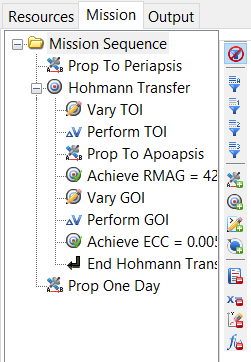 Resources Mission Output
Mission Sequence
Prop To Periapsis
Hohmann Transfer
Vary TOI
Perform TOI
Prop To Apoapsis
Achieve RMAG = 42
Vary GOI
Perform GOI
Achieve ECC = 0.005
End Hohmann Trans
Prop One Day